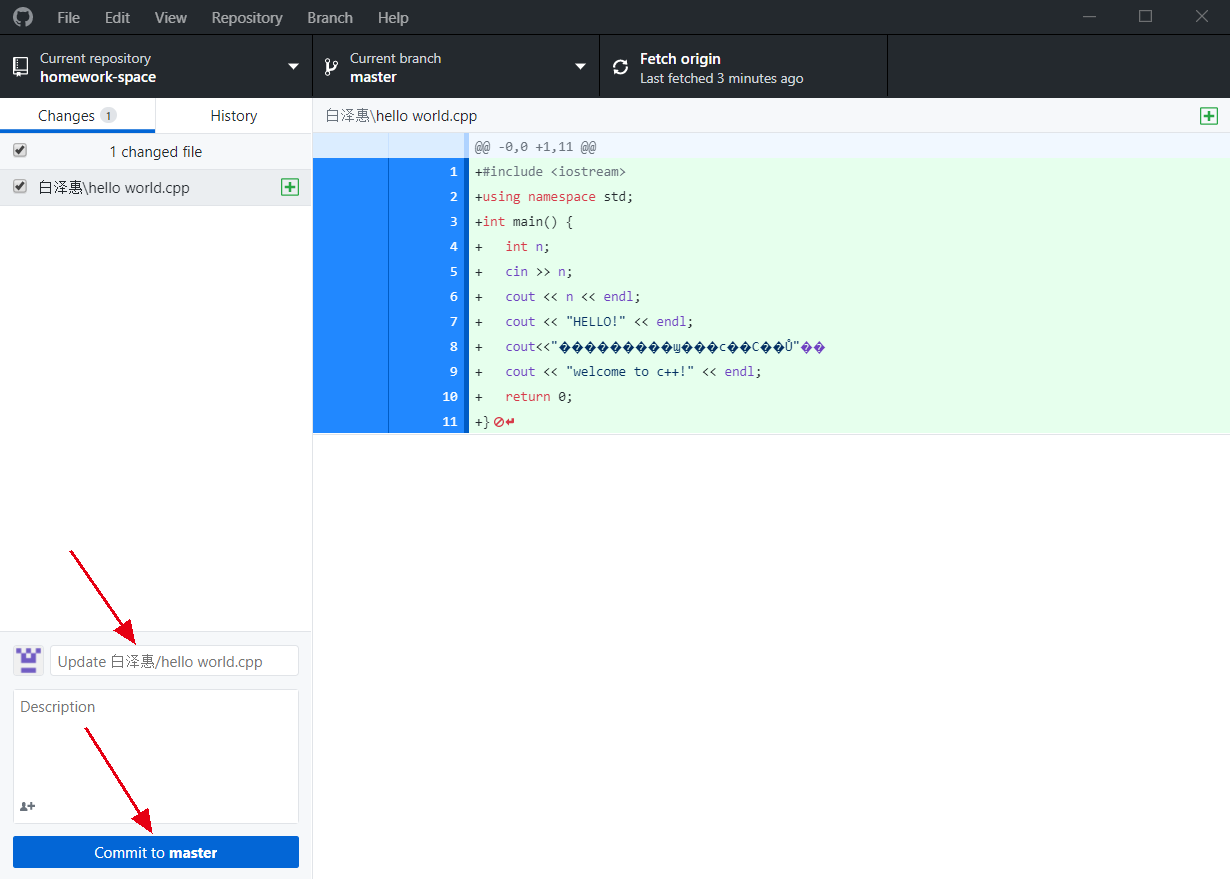 File Edit View Repository Branch Help
Current repository
homework-space
Current branch
master
Fetch origin
Last fetched 3 minutes ago
Changes 1
History
1 changed file
白泽惠\hello world.cpp
白泽惠\hello world.cpp
@@ -0,0 +1,11 @@
1 +#include <iostream>
2 +using namespace std;
3 +int main() {
4 + int n;
5 + cin >> n;
6 + cout << n << endl;
7 + cout << "HELLO!" << endl;
8 + cout<<"���������ϣ���с��С��Ů"��
9 + cout << "welcome to c++!" << endl;
10 + return 0;
11 +}
Update 白泽惠/hello world.cpp
Description
Commit to master